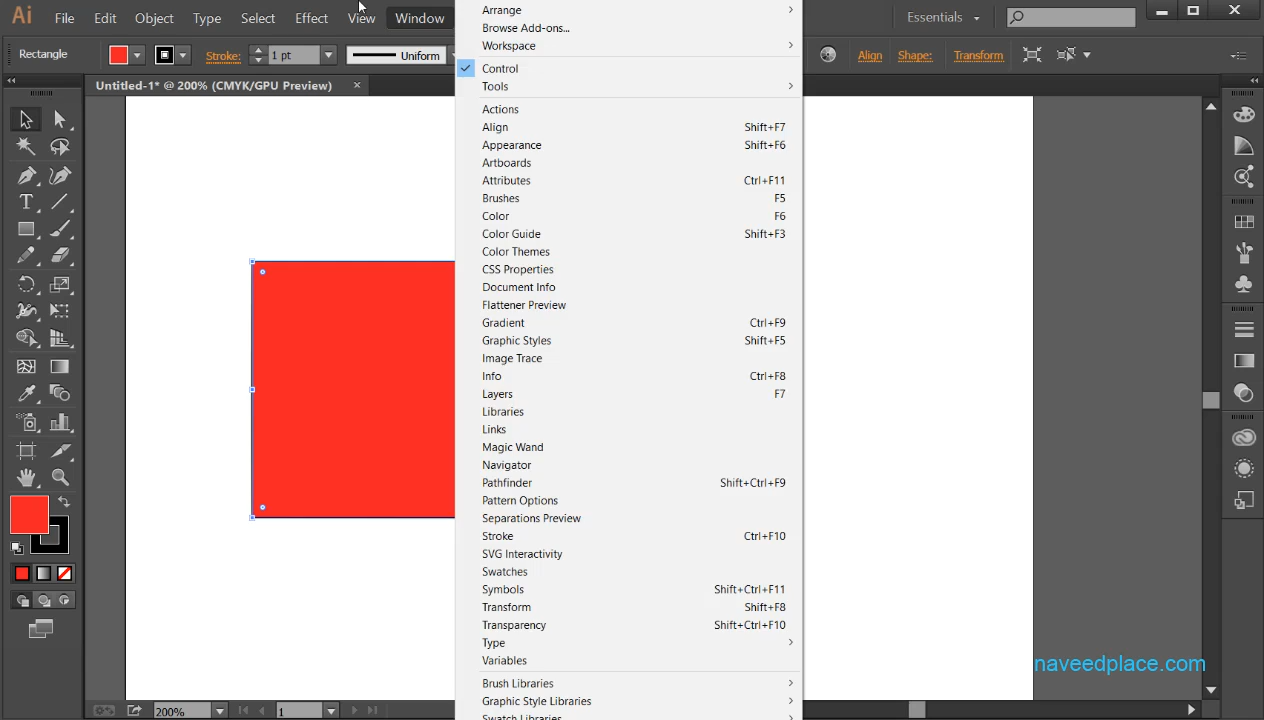 Ai File Edit Object Type Select Effect View Window Essentials
Rectangle Stroke: 1 pt Uniform Align Shape: Transform
Untitled-1* @ 200% (CMYK/GPU Preview) ×
Arrange
Browse Add-ons...
Workspace
Control
Tools
Actions
Align Shift+F7
Appearance Shift+F6
Artboards
Attributes Ctrl+F11
Brushes F5
Color F6
Color Guide Shift+F3
Color Themes
CSS Properties
Document Info
Flattener Preview
Gradient Ctrl+F9
Graphic Styles Shift+F5
Image Trace
Info Ctrl+F8
Layers F7
Libraries
Links
Magic Wand
Navigator
Pathfinder Shift+Ctrl+F9
Pattern Options
Separations Preview
Stroke Ctrl+F10
SVG Interactivity
Swatches
Symbols Shift+Ctrl+F11
Transform Shift+F8
Transparency Shift+Ctrl+F10
Type
Variables
Brush Libraries
Graphic Style Libraries
Swatch Libraries
naveedplace.com
200% 1